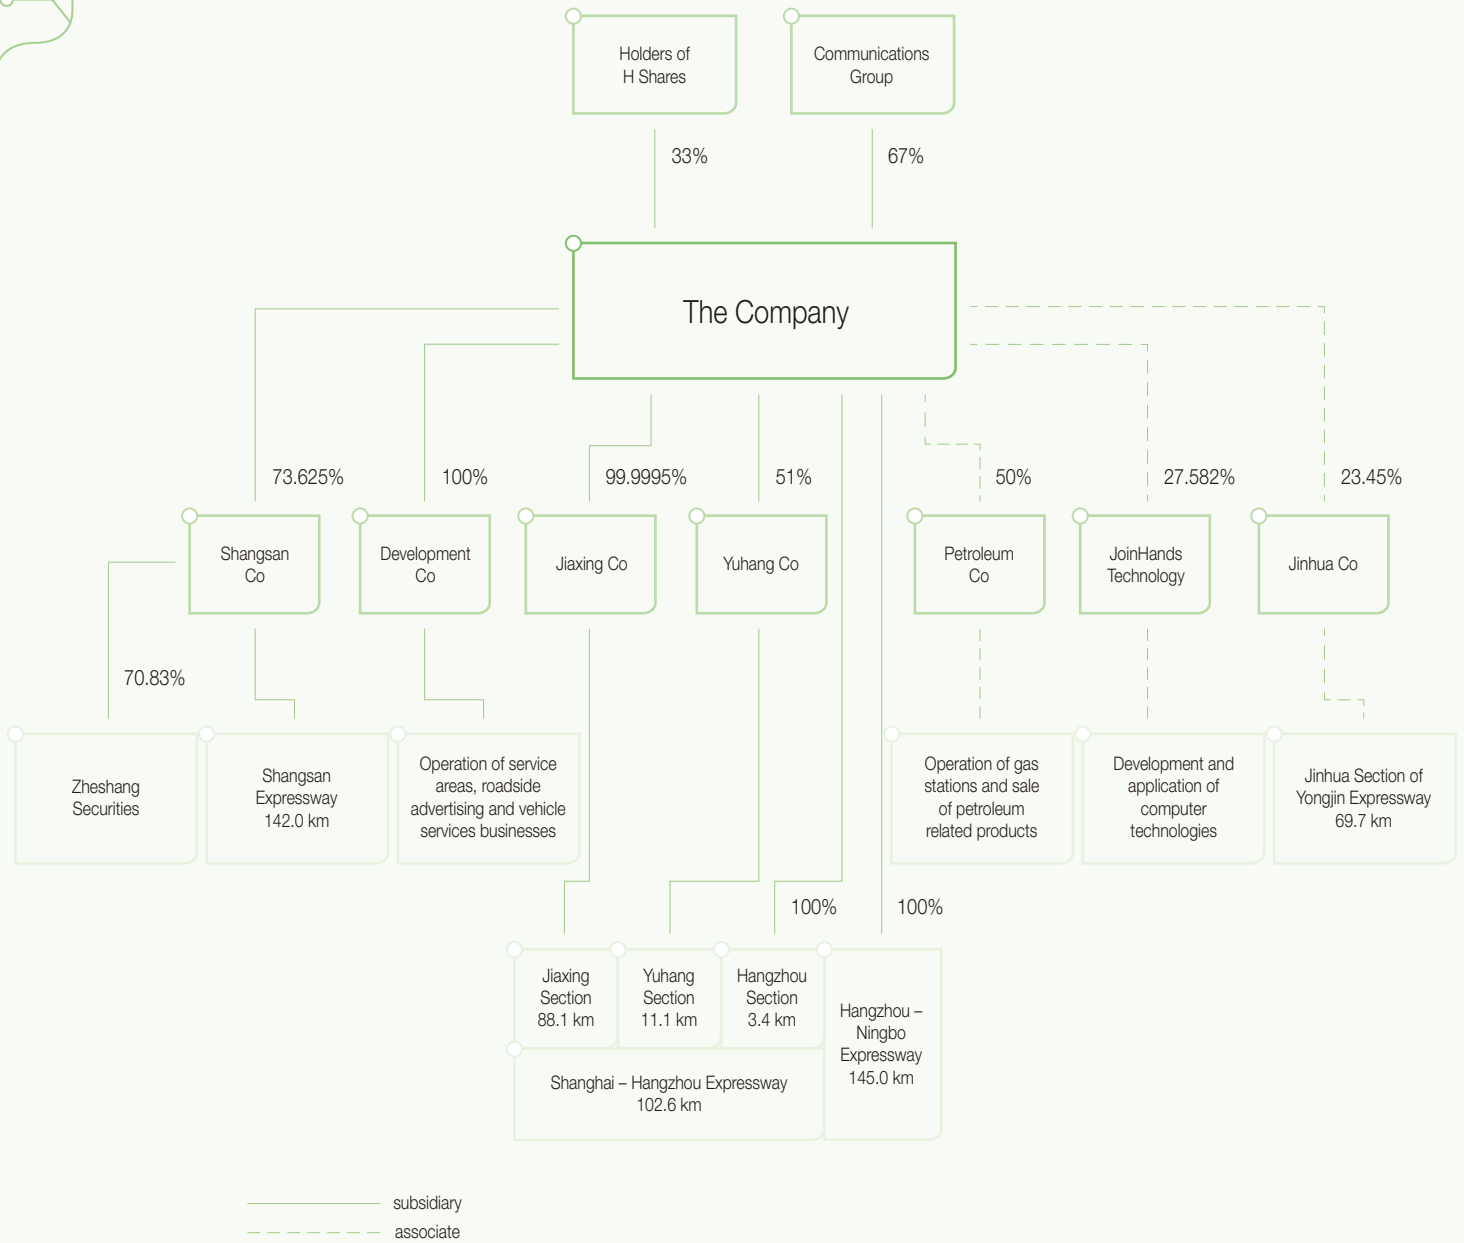 Holders of
H Shares
Communications
Group
33%
67%
The Company
73.625%
100%
99.9995%
51%
50%
27.582%
23.45%
Shangsan
Co
Development
Co
Jiaxing Co
Yuhang Co
Petroleum
Co
JoinHands
Technology
Jinhua Co
70.83%
Zheshang
Securities
Shangsan
Expressway
142.0 km
Operation of service
areas, roadside
advertising and vehicle
services businesses
Operation of gas
stations and sale
of petroleum
related products
Development and
application of
computer
technologies
Jinhua Section of
Yongjin Expressway
69.7 km
100%
100%
Jiaxing
Section
88.1 km
Yuhang
Section
11.1 km
Hangzhou
Section
3.4 km
Hangzhou –
Ningbo
Expressway
145.0 km
Shanghai – Hangzhou Expressway
102.6 km
subsidiary
associate